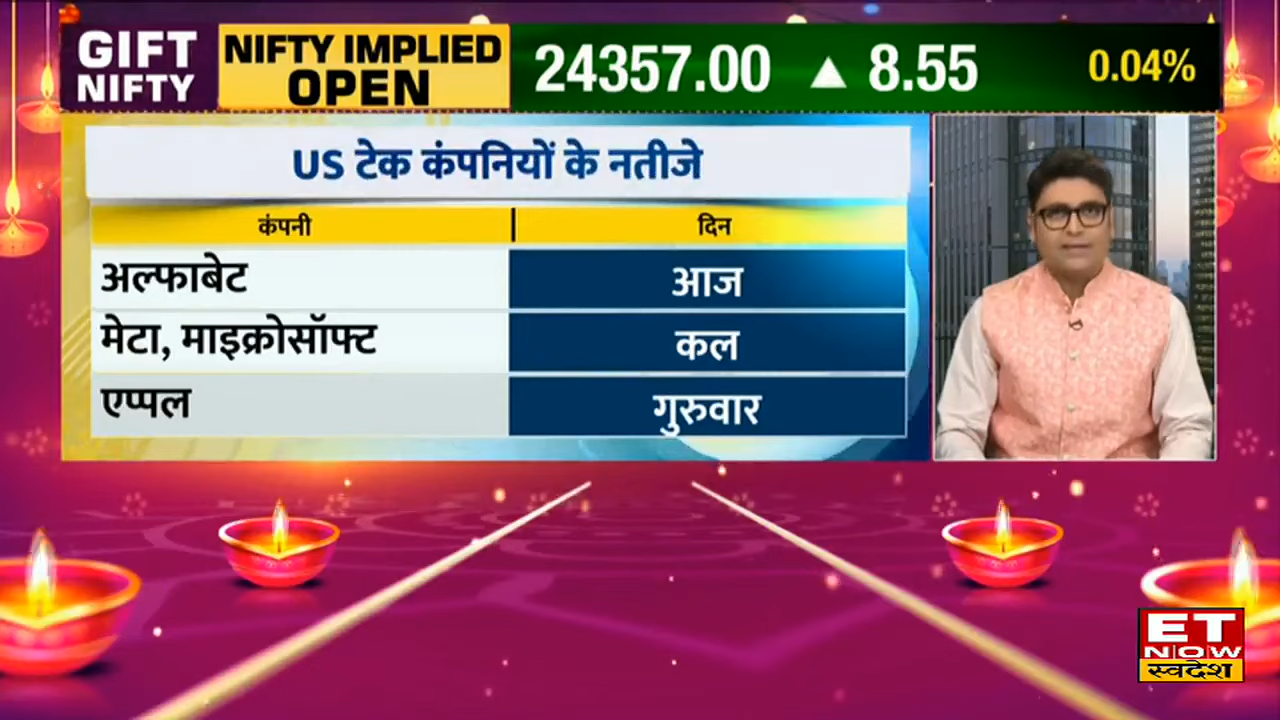 GIFT
NIFTY
NIFTY IMPLIED
OPEN
24357.00 ▲ 8.55 0.04%
US टेक कंपनियों के नतीजे
कंपनी दिन
अल्फाबेट आज
मेटा, माइक्रोसॉफ्ट कल
एप्पल गुरुवार
ET
NOW
स्वदेश